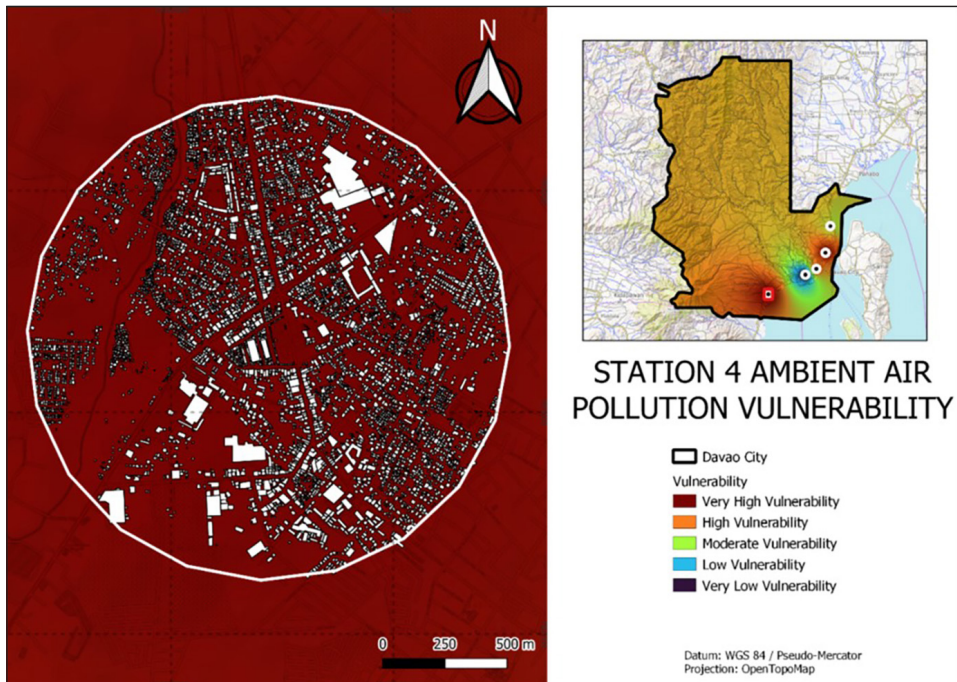 N
0 250 500 m
Panabo
STATION 4 AMBIENT AIR
POLLUTION VULNERABILITY
Davao City
Vulnerability
Very High Vulnerability
High Vulnerability
Moderate Vulnerability
Low Vulnerability
Very Low Vulnerability
Datum: WGS 84 / Pseudo-Mercator
Projection: OpenTopoMap